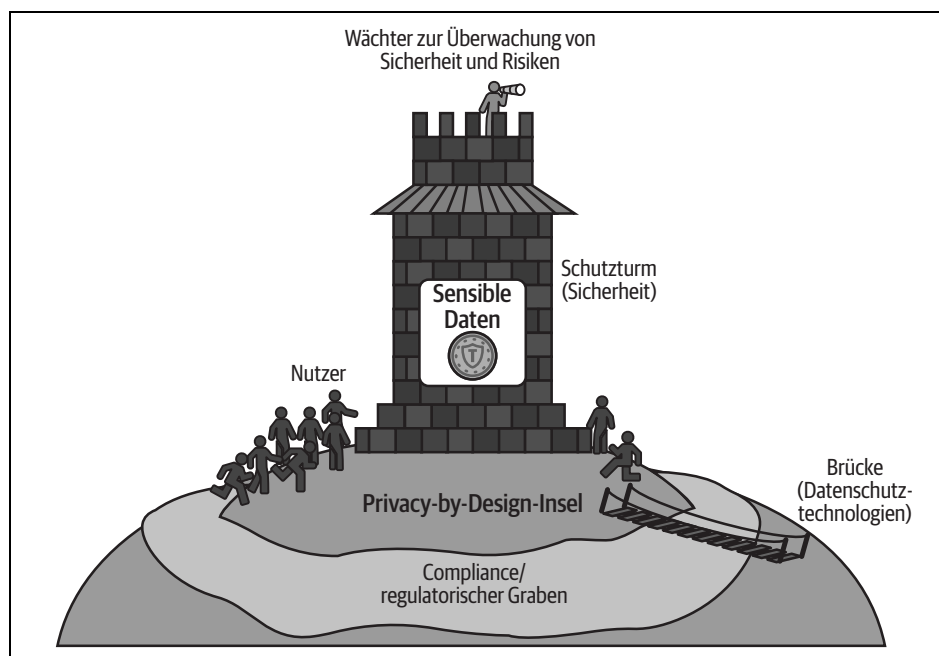 Wächter zur Überwachung von
Sicherheit und Risiken
Schutzturm
(Sicherheit)
Sensible
Daten
T
Nutzer
Brücke
(Datenschutz-
technologien)
Privacy-by-Design-Insel
Compliance/
regulatorischer Graben